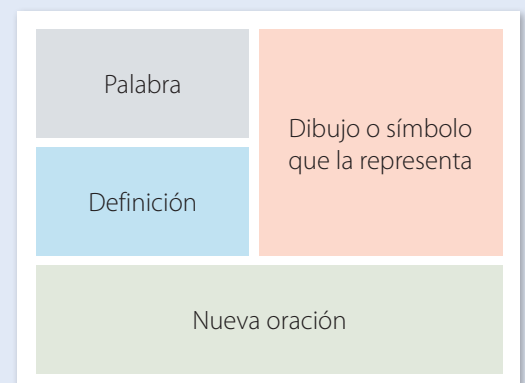 Palabra
Definición
Dibujo o símbolo
que la representa
Nueva oración